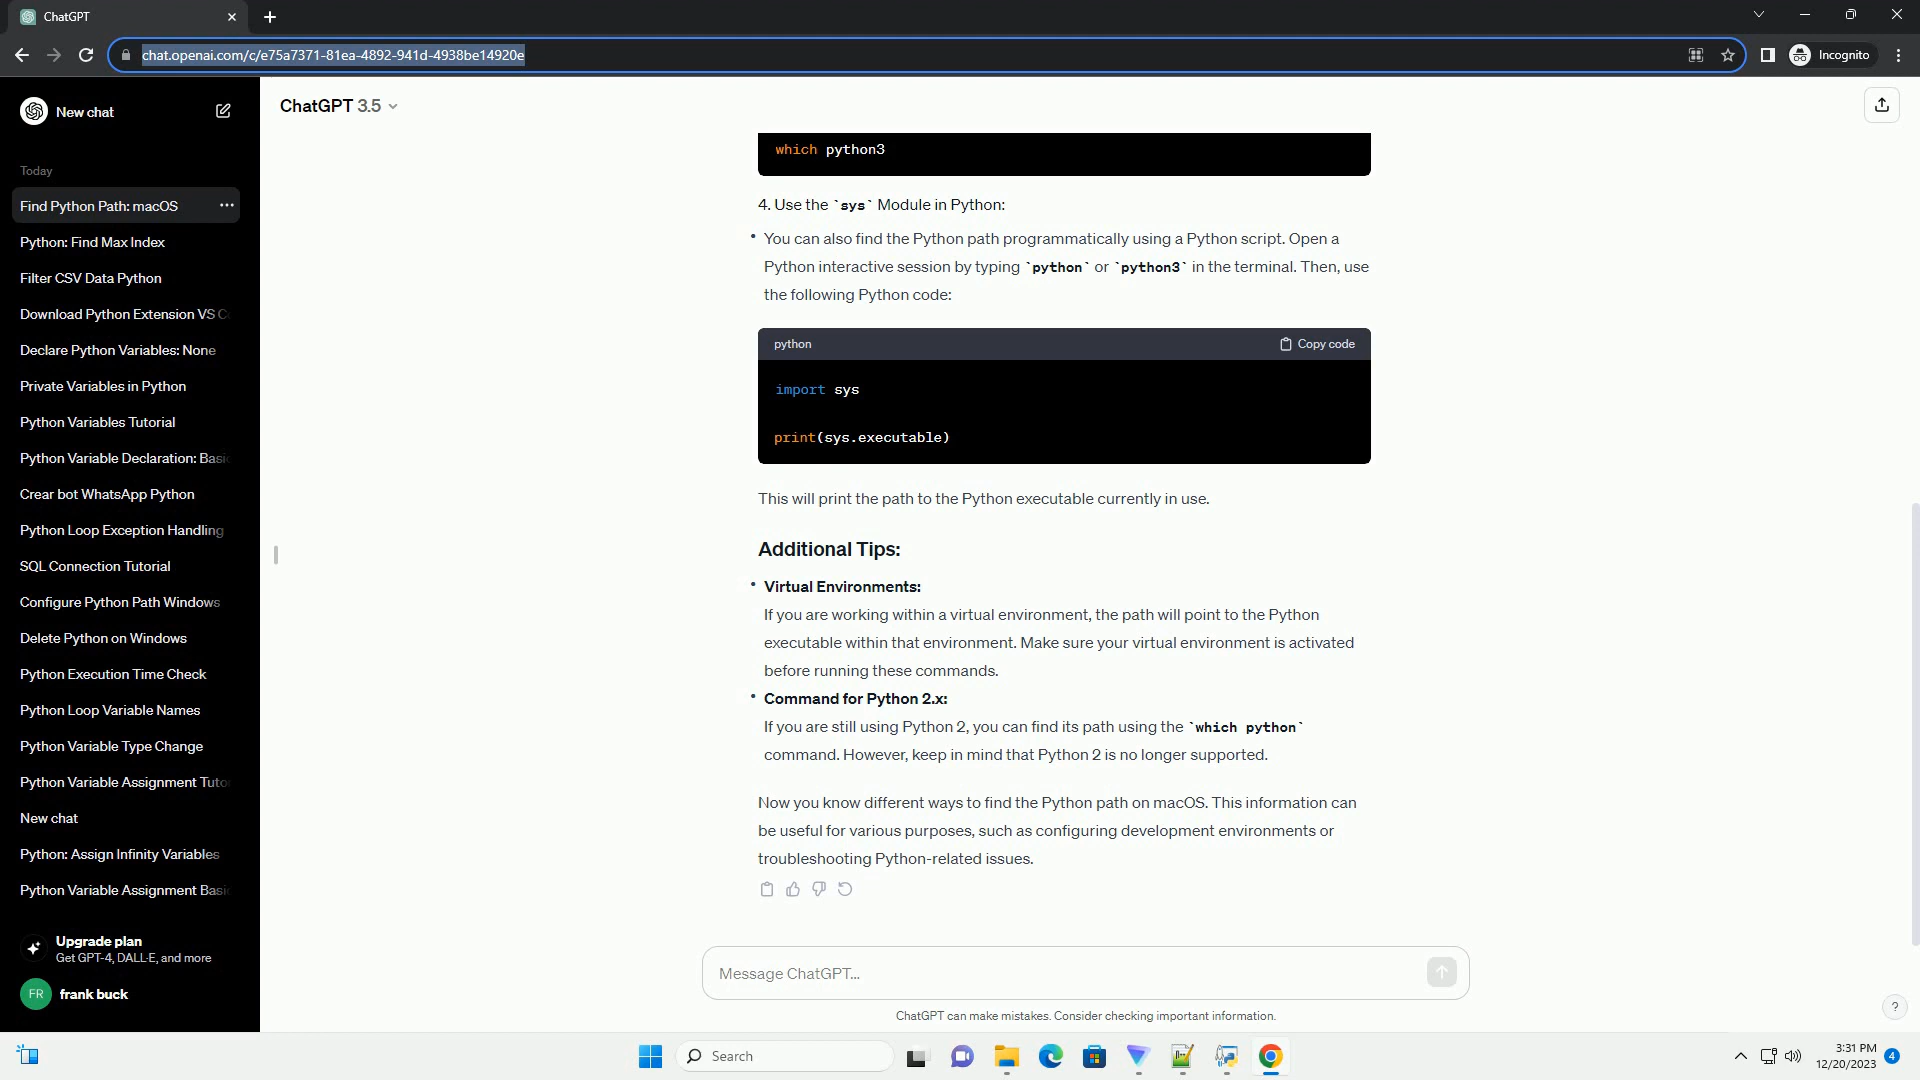 ChatGPT
chat.openai.com/c/e75a7371-81ea-4892-941d-4938be14920e
Incognito
New chat
ChatGPT 3.5
Today
Find Python Path: macOS
Python: Find Max Index
Filter CSV Data Python
Download Python Extension VS C
Declare Python Variables: None
Private Variables in Python
Python Variables Tutorial
Python Variable Declaration: Basi
Crear bot WhatsApp Python
Python Loop Exception Handling
SQL Connection Tutorial
Configure Python Path Windows
Delete Python on Windows
Python Execution Time Check
Python Loop Variable Names
Python Variable Type Change
Python Variable Assignment Tuto
New chat
Python: Assign Infinity Variables
Python Variable Assignment Basi
Upgrade plan
Get GPT-4, DALL·E, and more
FR
frank buck
which python3
4. Use the `sys` Module in Python:
• You can also find the Python path programmatically using a Python script. Open a
Python interactive session by typing `python` or `python3` in the terminal. Then, use
the following Python code:
python
Copy code
import sys
print(sys.executable)
This will print the path to the Python executable currently in use.
Additional Tips:
• Virtual Environments:
If you are working within a virtual environment, the path will point to the Python
executable within that environment. Make sure your virtual environment is activated
before running these commands.
• Command for Python 2.x:
If you are still using Python 2, you can find its path using the `which python`
command. However, keep in mind that Python 2 is no longer supported.
Now you know different ways to find the Python path on macOS. This information can
be useful for various purposes, such as configuring development environments or
troubleshooting Python-related issues.
Message ChatGPT…
ChatGPT can make mistakes. Consider checking important information.
?
Search
3:31 PM
12/20/2023
4